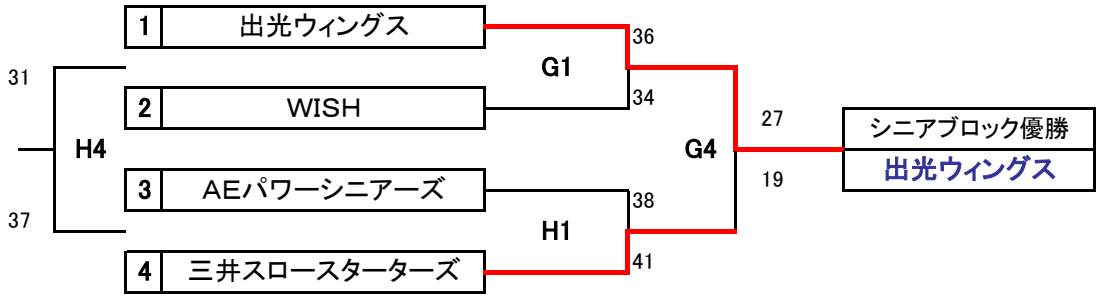 1 出光ウィングス
36
G1
31
34
2 WISH
27
シニアブロック優勝
H4
G4
出光ウィングス
19
3 AEパワーシニアーズ
38
37
H1
41
4 三井スロースターターズ